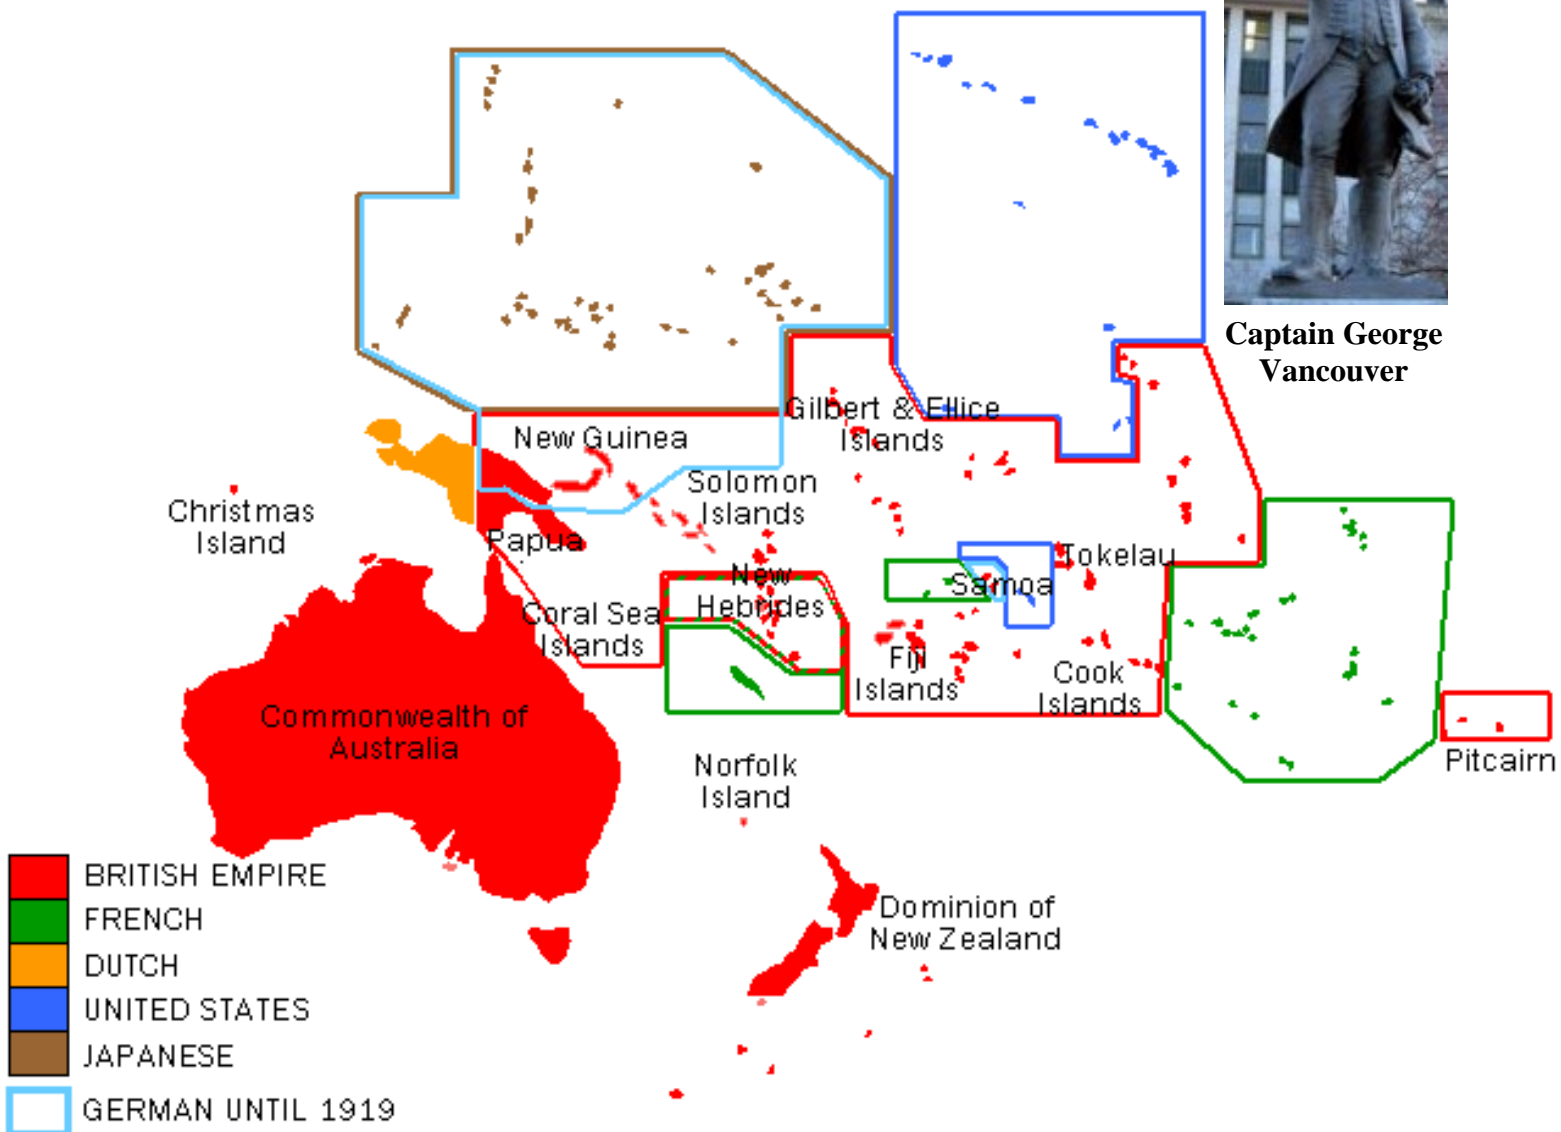 Captain George
Vancouver
Gilbert & Ellice
Islands
New Guinea
Solomon
Islands
Christmas
Island
Papua
Tokelau
New
Hebrides
Samoa
Coral Sea
Islands
Fiji
Islands
Cook
Islands
Commonwealth of
Australia
Norfolk
Island
Pitcairn
Dominion of
New Zealand
BRITISH EMPIRE
FRENCH
DUTCH
UNITED STATES
JAPANESE
GERMAN UNTIL 1919